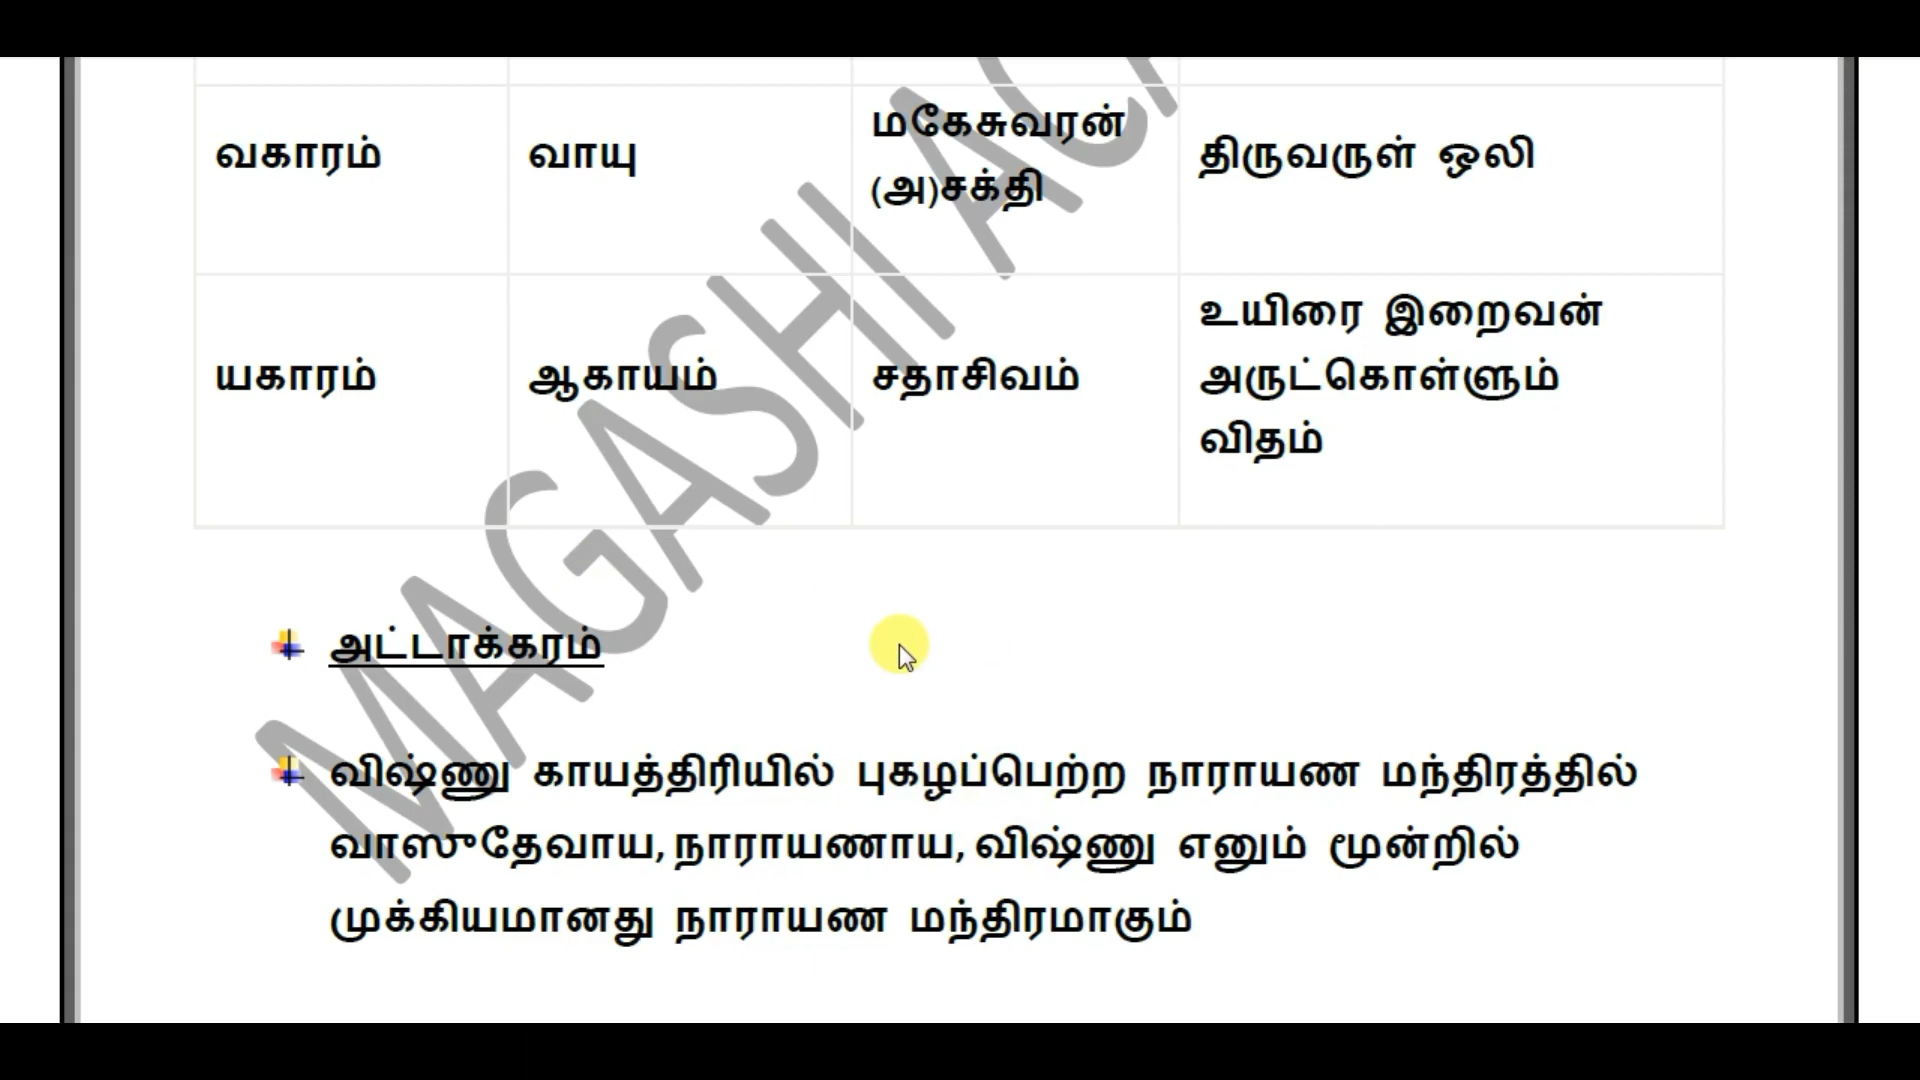 வகாரம் வாயு மகேசுவரன் திருவருள் ஒலி
(அ)சக்தி
யகாரம் ஆகாயம் சதாசிவம் உயிரை இறைவன்
அருட்கொள்ளும்
விதம்
அட்டாக்கரம்
விஷ்ணு காயத்திரியில் புகழப்பெற்ற நாராயண மந்திரத்தில்
வாஸுதேவாய, நாராயணாய, விஷ்ணு எனும் மூன்றில்
முக்கியமானது நாராயண மந்திரமாகும்
MAGASHI